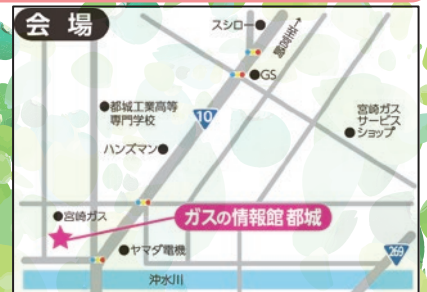 会場
スシロー
→至宮崎
GS
都城工業高等
専門学校
10
宮崎ガス
サービス
ショップ
ハンズマン
宮崎ガス
ガスの情報館 都城
ヤマダ電機
269
沖水川